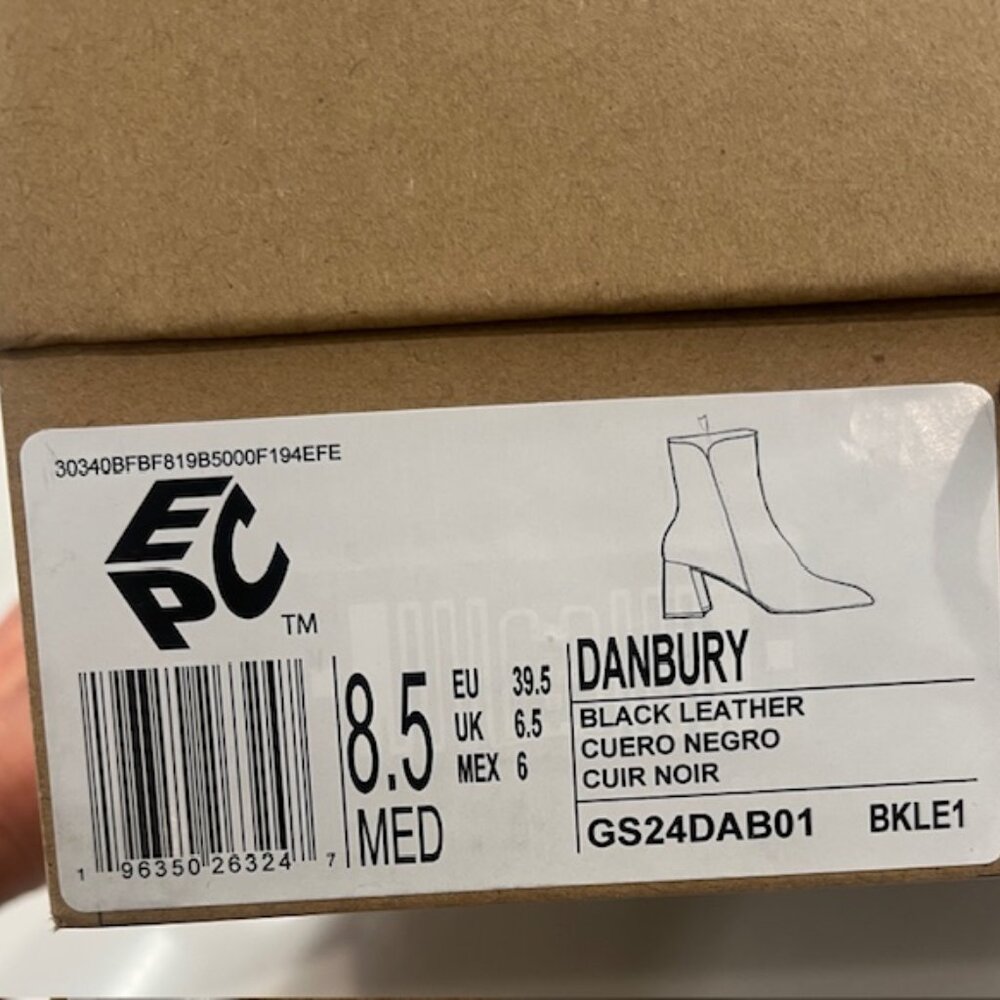 30340BFBF819B5000F194EFE
EPC TM
8.5
MED
EU 39.5
UK 6.5
MEX 6
DANBURY
BLACK LEATHER
CUERO NEGRO
CUIR NOIR
GS24DAB01 BKLE1
1 96350 26324 7